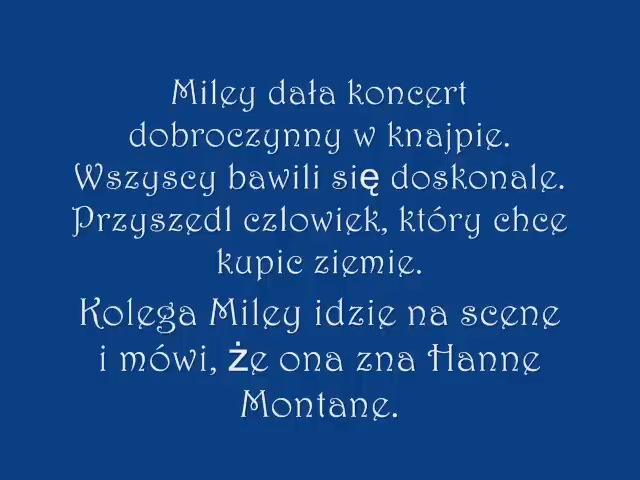 Miley dała koncert
dobroczynny w knajpie.
Wszyscy bawili się doskonale.
Przyszedl czlowiek, który chce
kupic ziemie.
Kolega Miley idzie na scene
i mówi, że ona zna Hanne
Montane.